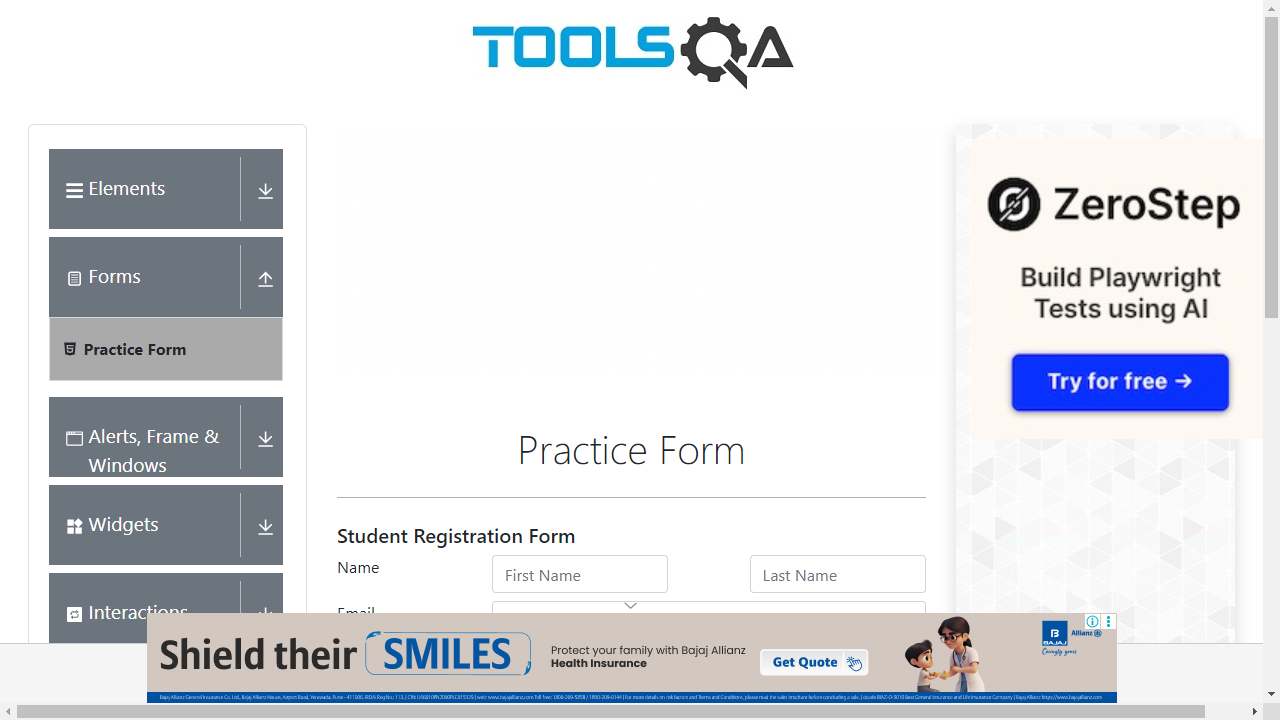 TOOLSQA
Elements
Forms
Practice Form
Alerts, Frame &
Windows
Widgets
Interactions
Practice Form
Student Registration Form
Name
First Name
Last Name
Email
ZeroStep
Build Playwright
Tests using AI
Try for free →
Shield their SMILES
Protect your family with Bajaj Allianz
Health Insurance
Get Quote
B
BAJAJ
Allianz
Caringly yours